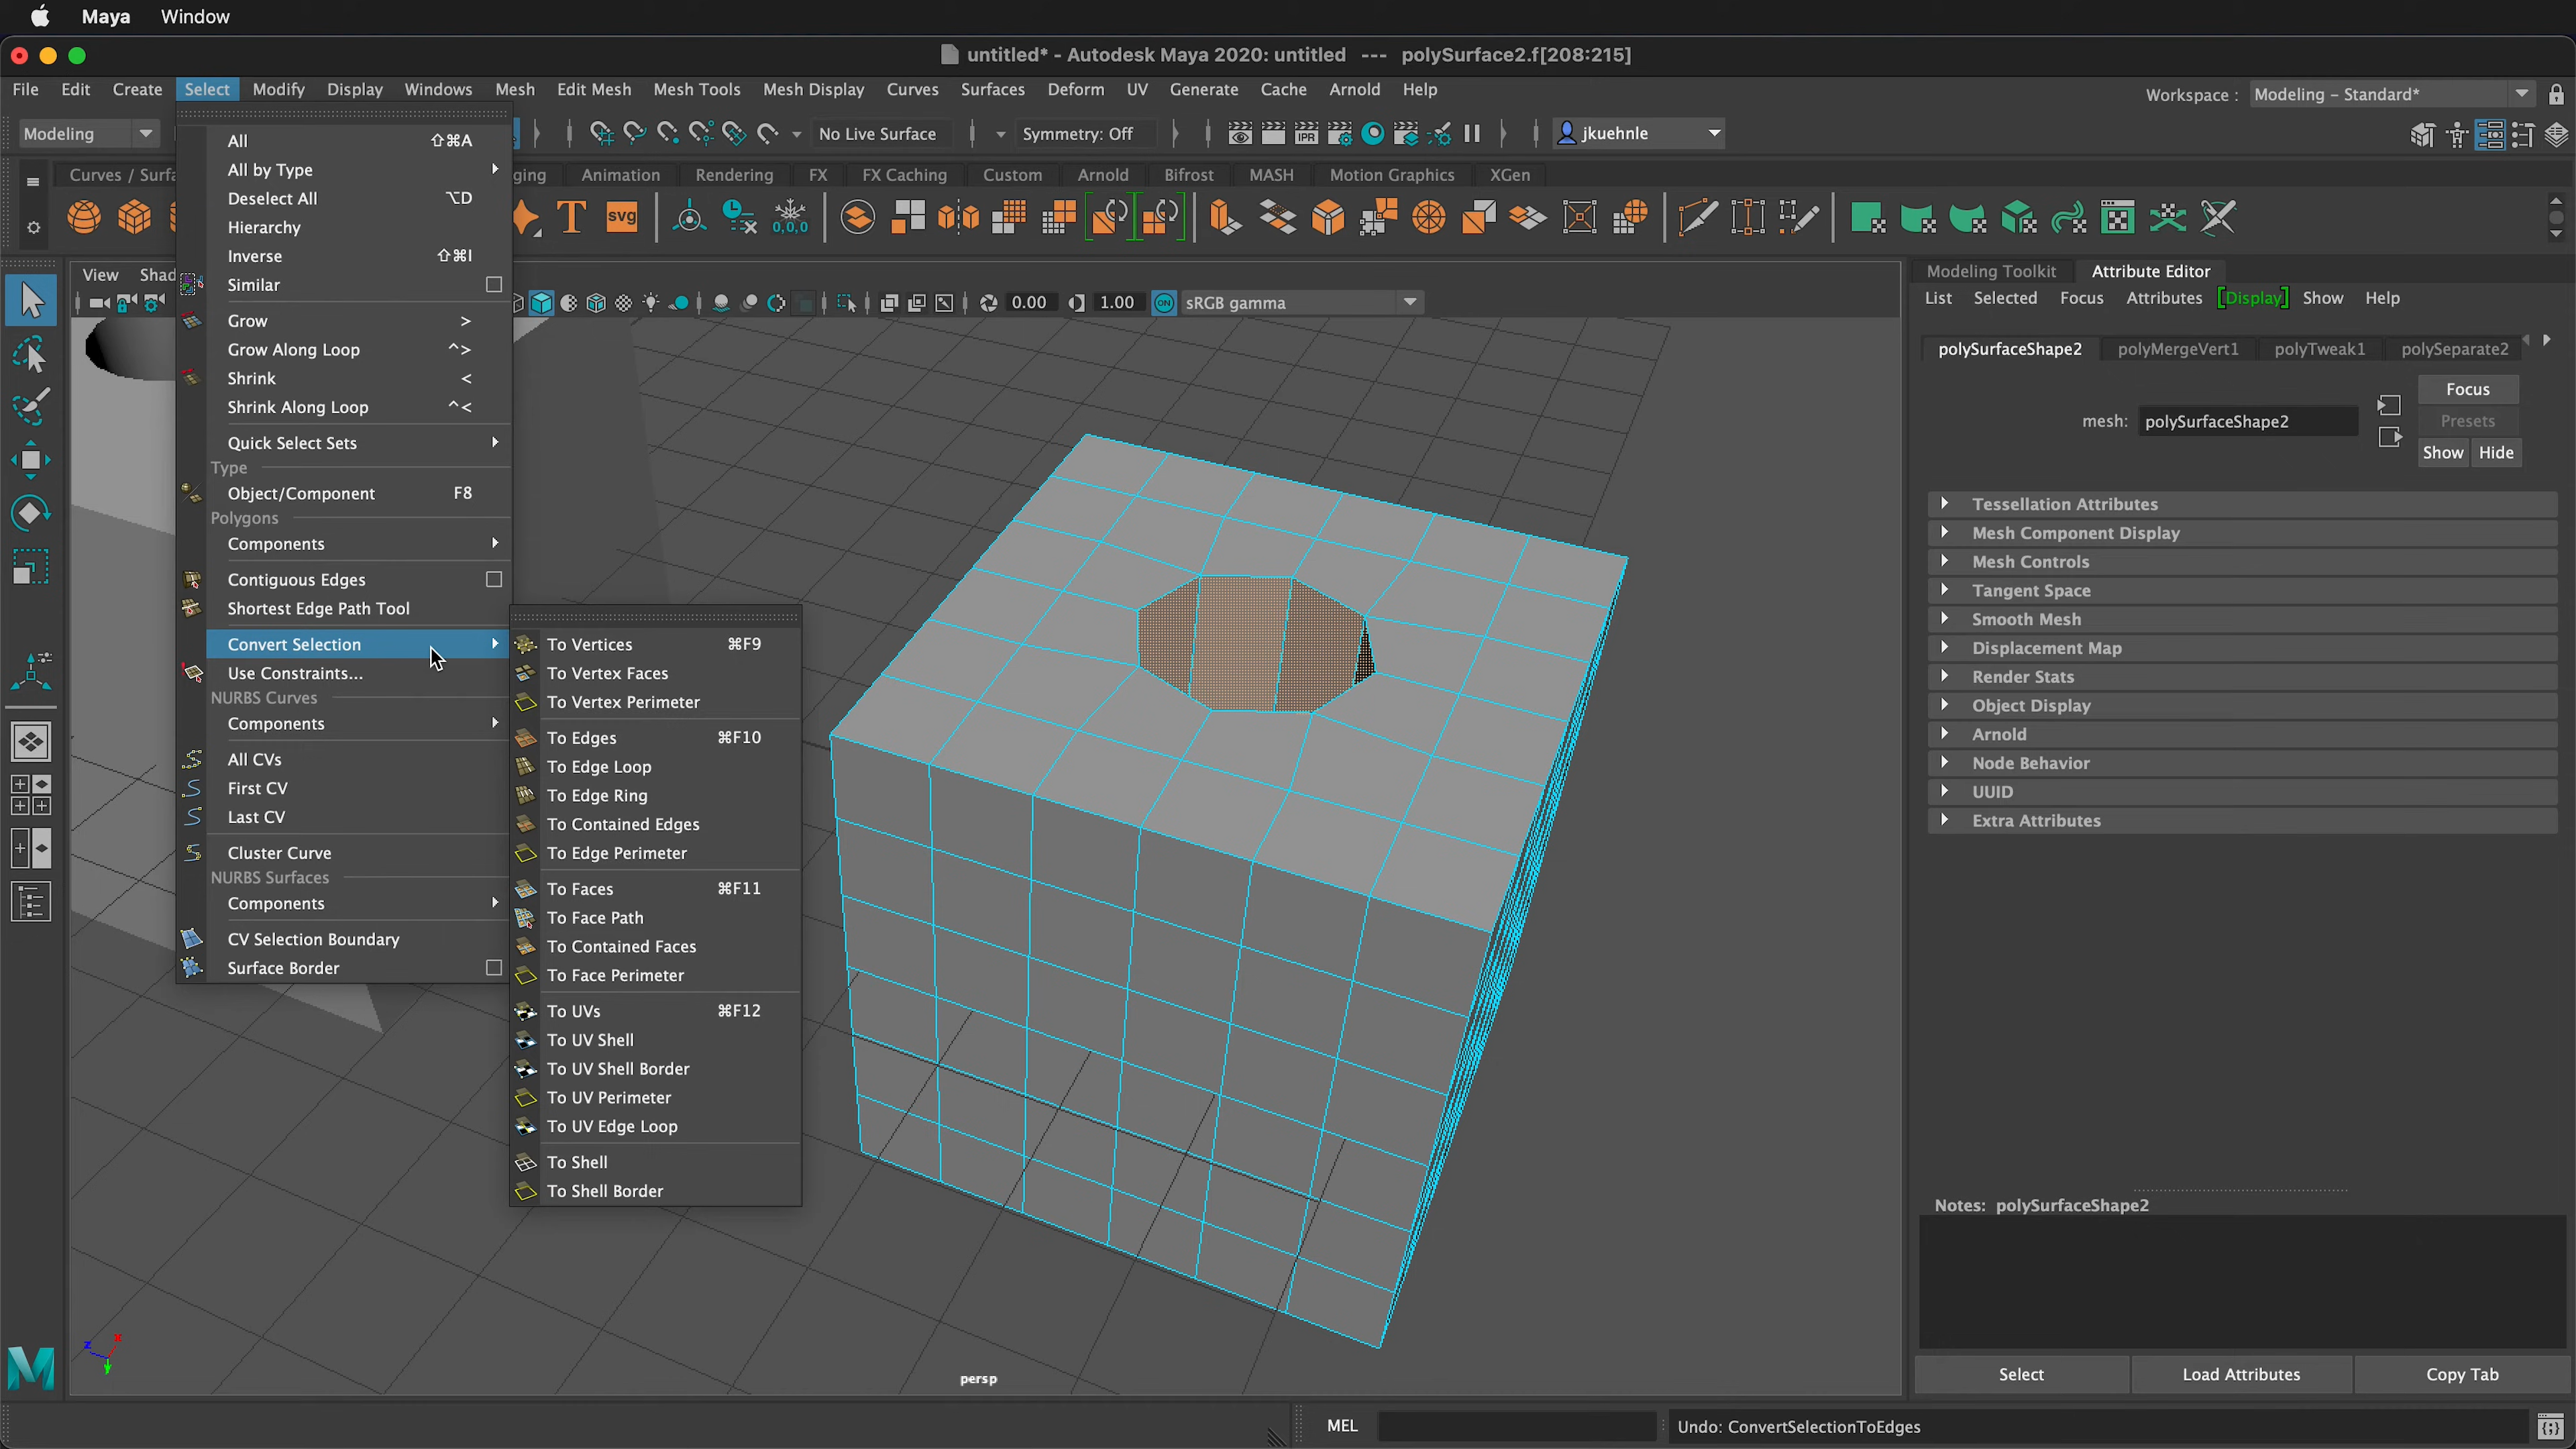 Maya Window
untitled* - Autodesk Maya 2020: untitled --- polySurface2.f[208:215]
File Edit Create Select Modify Display Windows Mesh Edit Mesh Mesh Tools Mesh Display Curves Surfaces Deform UV Generate Cache Arnold Help Workspace : Modeling - Standard*
Modeling No Live Surface Symmetry: Off IPR jkuehnle
Curves / Surfa ging Animation Rendering FX FX Caching Custom Arnold Bifrost MASH Motion Graphics XGen
T svg 0,0,0
View Shad 0.00 1.00 ON sRGB gamma
All ⇧⌘A
All by Type
Deselect All ⌥D
Hierarchy
Inverse ⇧⌘I
Similar
Grow >
Grow Along Loop ^>
Shrink <
Shrink Along Loop ^<
Quick Select Sets
Type
Object/Component F8
Polygons
Components
Contiguous Edges
Shortest Edge Path Tool
Convert Selection
Use Constraints...
NURBS Curves
Components
All CVs
First CV
Last CV
Cluster Curve
NURBS Surfaces
Components
CV Selection Boundary
Surface Border
To Vertices ⌘F9
To Vertex Faces
To Vertex Perimeter
To Edges ⌘F10
To Edge Loop
To Edge Ring
To Contained Edges
To Edge Perimeter
To Faces ⌘F11
To Face Path
To Contained Faces
To Face Perimeter
To UVs ⌘F12
To UV Shell
To UV Shell Border
To UV Perimeter
To UV Edge Loop
To Shell
To Shell Border
z x
persp
Modeling Toolkit Attribute Editor
List Selected Focus Attributes [Display] Show Help
polySurfaceShape2 polyMergeVert1 polyTweak1 polySeparate2
Focus
mesh: polySurfaceShape2 Presets
Show Hide
Tessellation Attributes
Mesh Component Display
Mesh Controls
Tangent Space
Smooth Mesh
Displacement Map
Render Stats
Object Display
Arnold
Node Behavior
UUID
Extra Attributes
Notes: polySurfaceShape2
Select Load Attributes Copy Tab
M
MEL Undo: ConvertSelectionToEdges